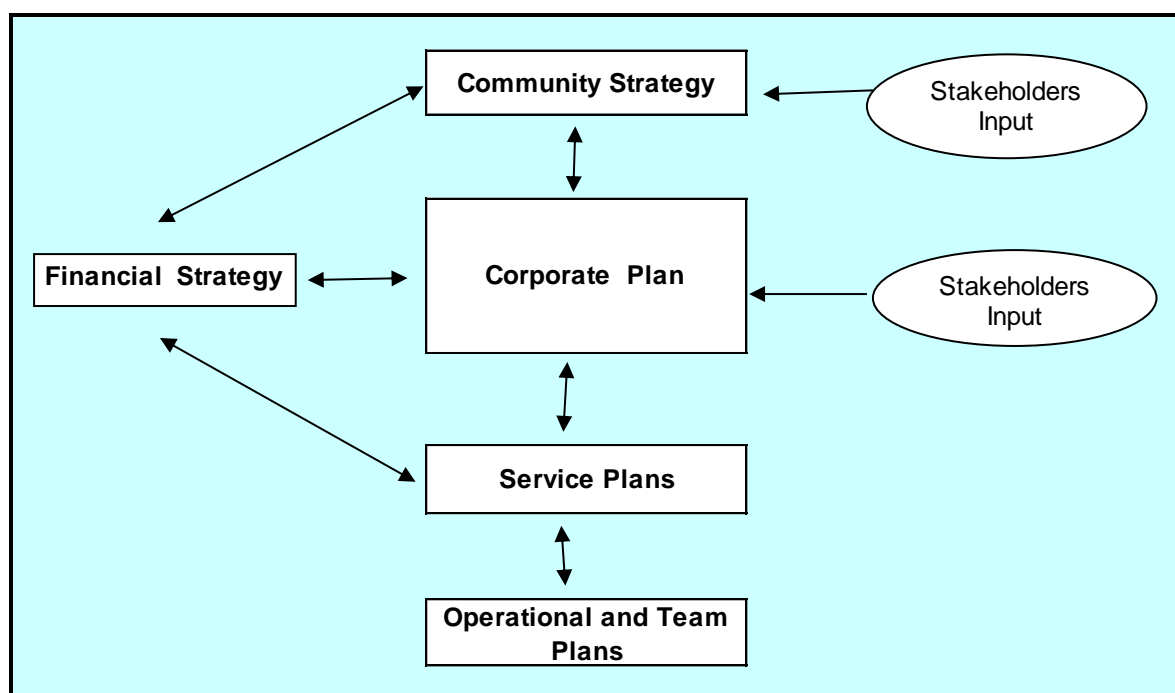 Community Strategy
Stakeholders
Input
Financial Strategy
Corporate Plan
Stakeholders
Input
Service Plans
Operational and Team
Plans